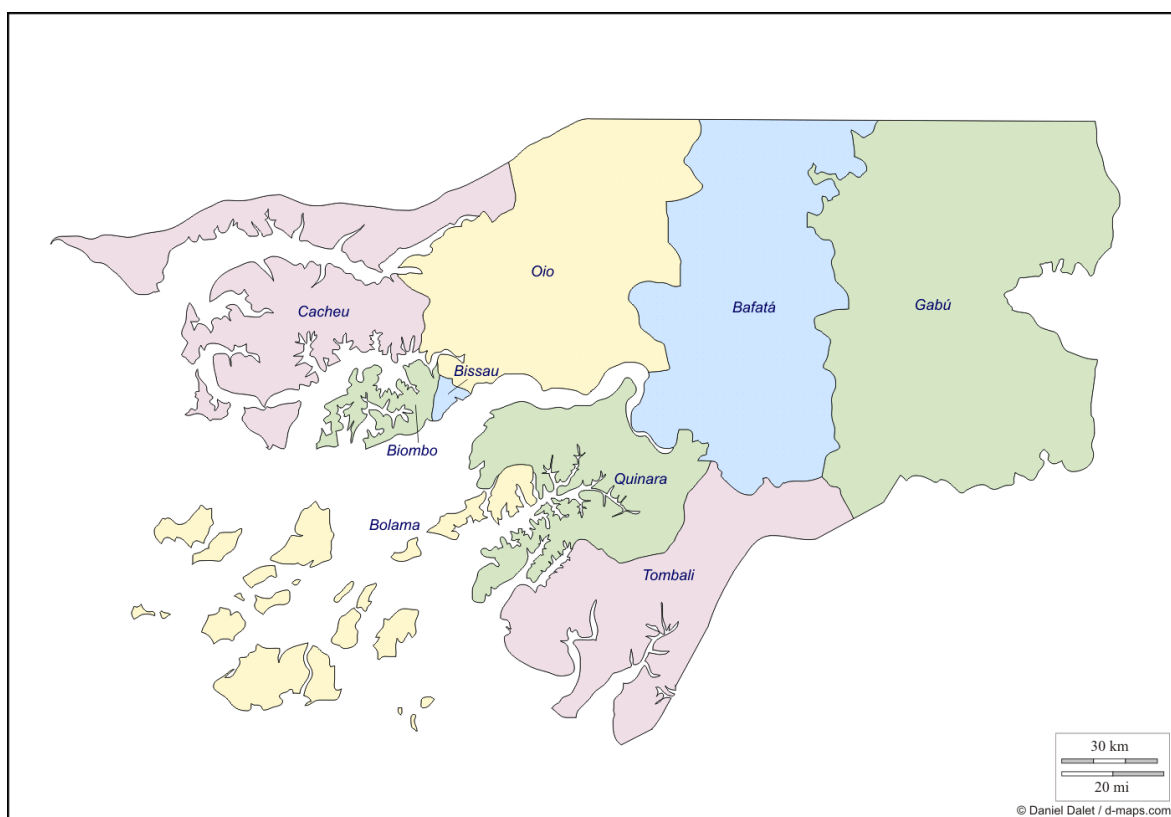 Oio
Cacheu
Bafatá
Gabú
Bissau
Biombo
Quinara
Bolama
Tombali
30 km
20 mi
© Daniel Dalet / d-maps.com